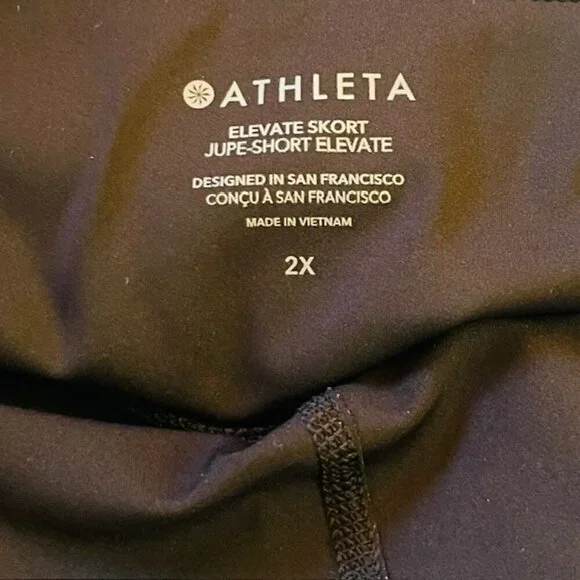 ATHLETA
ELEVATE SKORT
JUPE-SHORT ELEVATE
DESIGNED IN SAN FRANCISCO
CONÇU À SAN FRANCISCO
MADE IN VIETNAM
2X